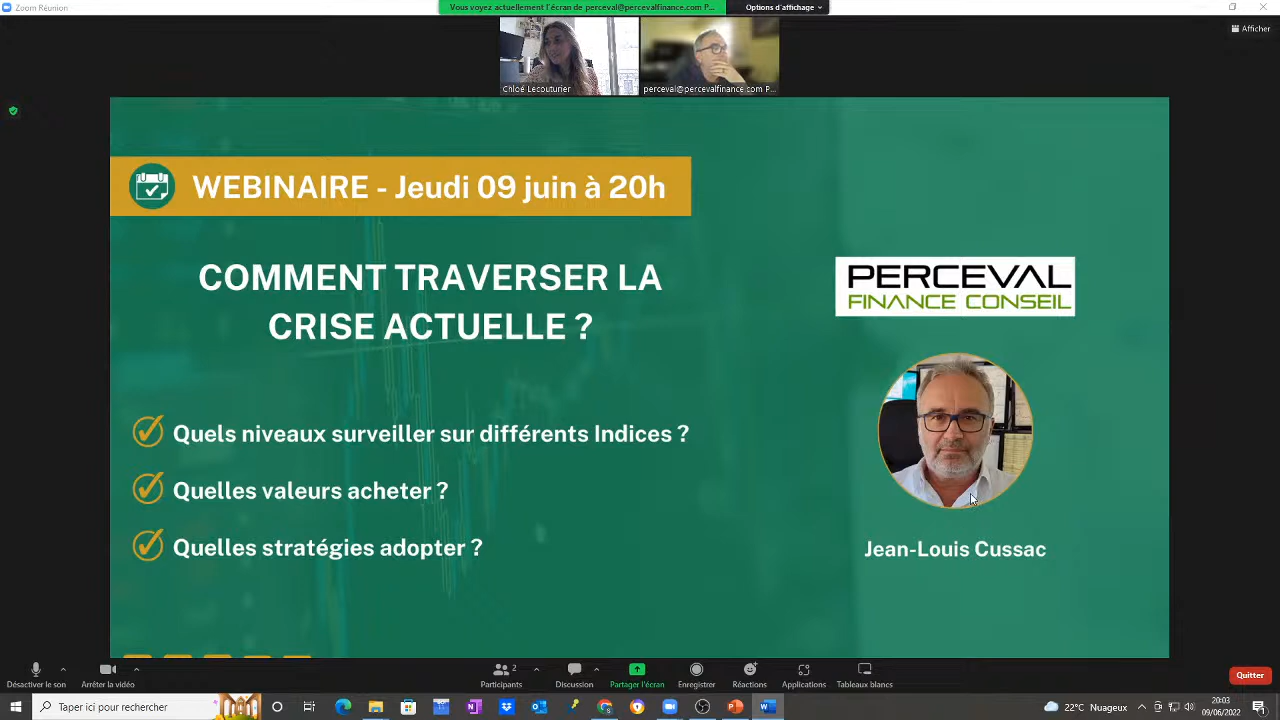 Zoom Réunion
Vous voyez actuellement l'écran de perceval@percevalfinance.com P...
Options d'affichage
Afficher
Chloé Lecouturier
perceval@percevalfinance.com P...
WEBINAIRE - Jeudi 09 juin à 20h
COMMENT TRAVERSER LA
CRISE ACTUELLE ?
PERCEVAL
FINANCE CONSEIL
Quels niveaux surveiller sur différents Indices ?
Quelles valeurs acheter ?
Quelles stratégies adopter ?
Jean-Louis Cussac
Désactiver le son
Arrêter la vidéo
2
Participants
Discussion
Partager l'écran
Enregistrer
Réactions
Applications
Tableaux blancs
Quitter
Taper ici pour rechercher
22°C Nuageux
20:03
09/06/2022